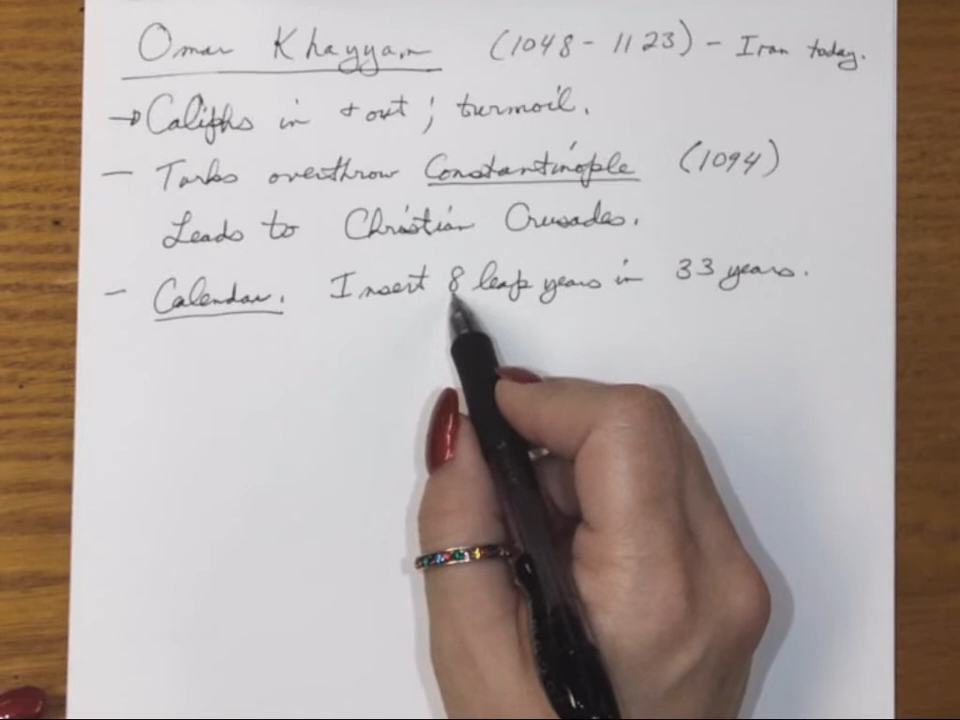 Omar Khayyam (1048 - 1123) - Iran today.
→ Caliphs in + out ; turmoil.
- Turks overthrow Constantinople (1094)
Leads to Christian Crusades.
- Calendar. Insert 8 leap years in 33 years.